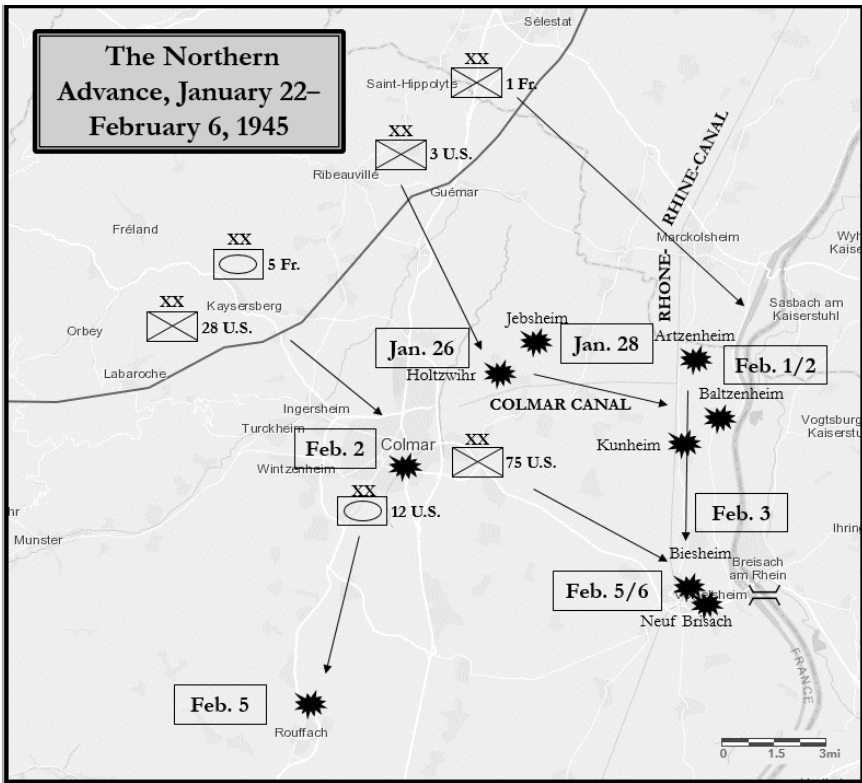 The Northern
Advance, January 22–
February 6, 1945
Sélestat
XX
Saint-Hippolyte
1 Fr.
XX
3 U.S.
Ribeauville
Guémar
RHONE-
RHINE-CANAL
Marckolsheim
Fréland
XX
5 Fr.
Kaysersberg
XX
28 U.S.
Orbey
Labaroche
Sasbach am
Kaiserstuhl
Jebsheim
Jan. 26
Jan. 28
Artzenheim
Feb. 1/2
Holtzwihr
COLMAR CANAL
Baltzenheim
Ingersheim
Turckheim
Vogtsburg
Kaiserstu
Feb. 2
Colmar
Wintzenheim
XX
75 U.S.
Kunheim
XX
12 U.S.
Feb. 3
Munster
Ihring
Biesheim
Breisach
am Rhein
Feb. 5/6
Neuf Brisach
FRANCE
Feb. 5
Rouffach
0
1.5
3mi